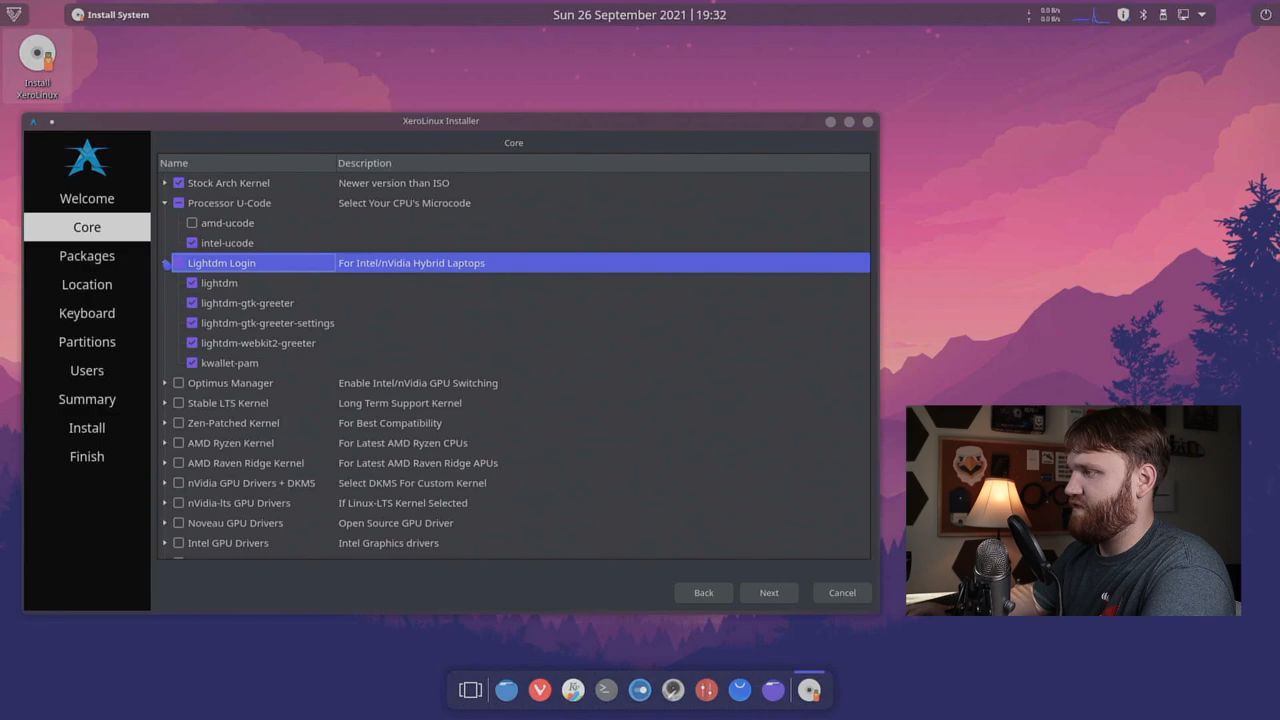 Install System
Sun 26 September 2021 | 19:32
0.0 B/s
0.0 B/s
Install
XeroLinux
XeroLinux Installer
Welcome
Core
Packages
Location
Keyboard
Partitions
Users
Summary
Install
Finish
Core
Name Description
Stock Arch Kernel Newer version than ISO
Processor U-Code Select Your CPU's Microcode
amd-ucode
intel-ucode
Lightdm Login For Intel/nVidia Hybrid Laptops
lightdm
lightdm-gtk-greeter
lightdm-gtk-greeter-settings
lightdm-webkit2-greeter
kwallet-pam
Optimus Manager Enable Intel/nVidia GPU Switching
Stable LTS Kernel Long Term Support Kernel
Zen-Patched Kernel For Best Compatibility
AMD Ryzen Kernel For Latest AMD Ryzen CPUs
AMD Raven Ridge Kernel For Latest AMD Raven Ridge APUs
nVidia GPU Drivers + DKMS Select DKMS For Custom Kernel
nVidia-lts GPU Drivers If Linux-LTS Kernel Selected
Noveau GPU Drivers Open Source GPU Driver
Intel GPU Drivers Intel Graphics drivers
Back Next Cancel